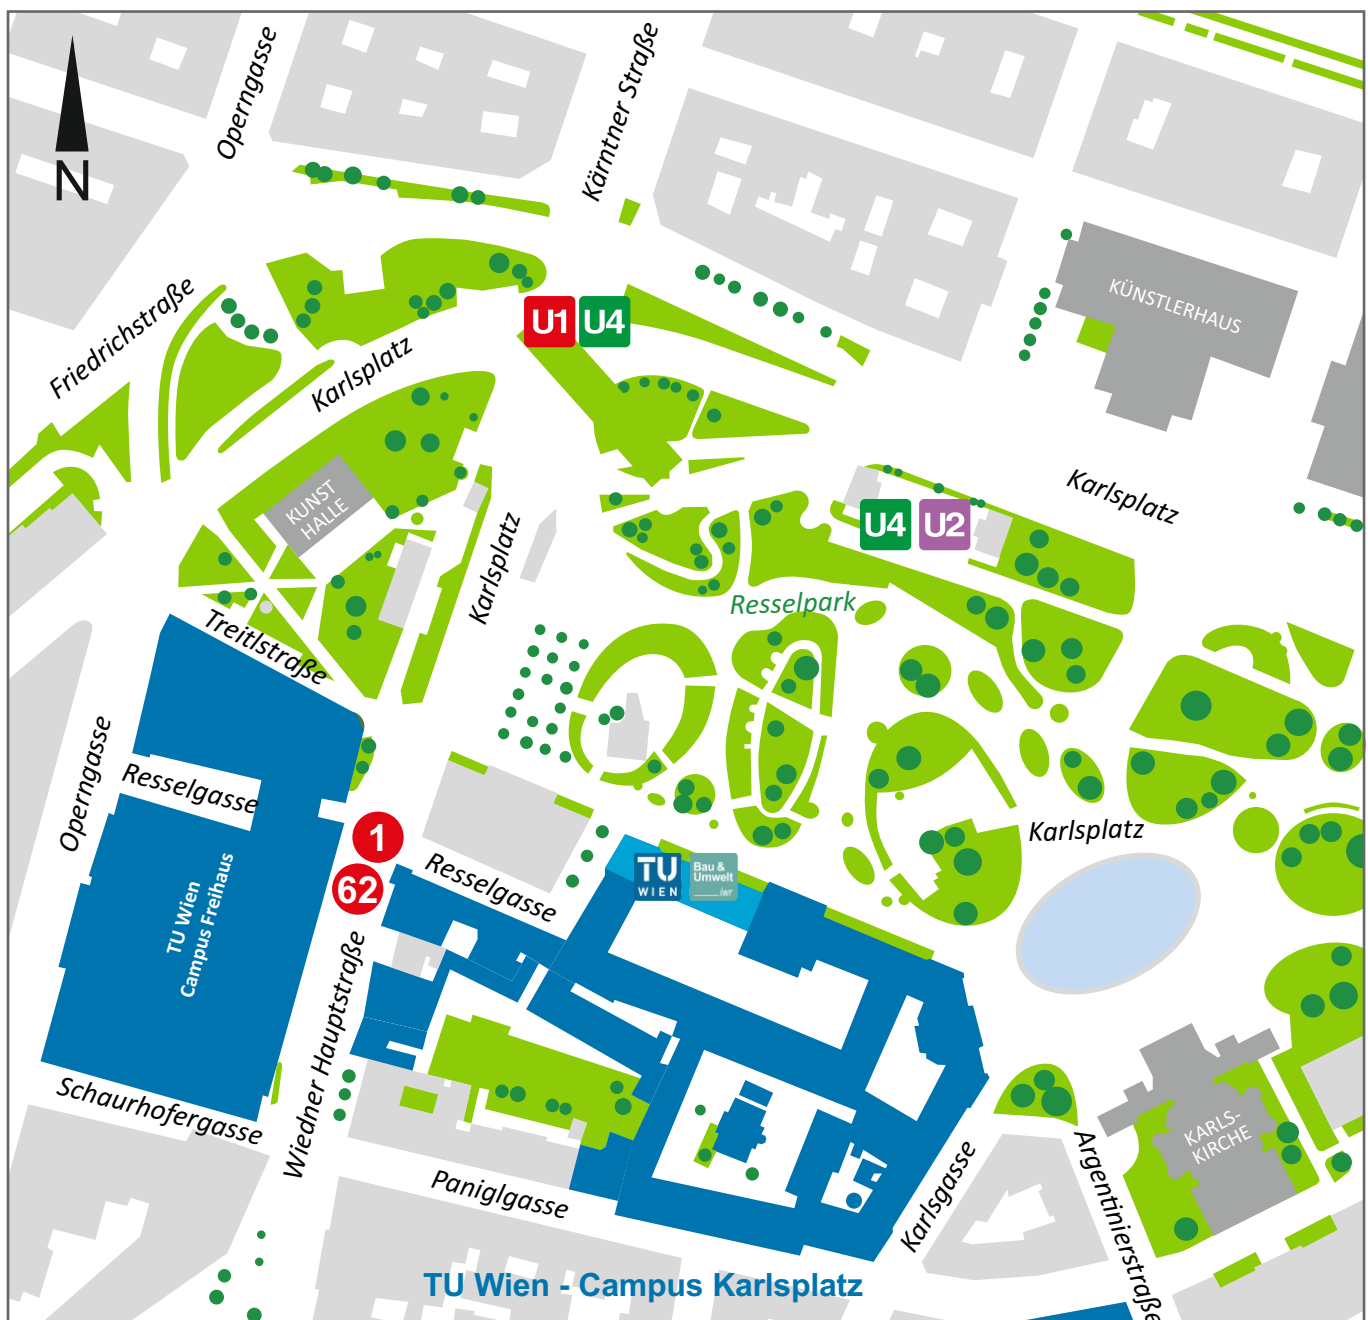 Operngasse
Kärntner Straße
N
Friedrichstraße
Karlsplatz
U1 U4
KÜNSTLERHAUS
KUNST
HALLE
Karlsplatz
Karlsplatz
U4 U2
Resselpark
Treitlstraße
Operngasse
Resselgasse
1
62
Resselgasse
TU
WIEN
Bau &
Umwelt
iwr
Karlsplatz
TU Wien
Campus Freihaus
Wiedner Hauptstraße
Schaurhofergasse
Paniglgasse
Karlsgasse
Argentinierstraße
KARLS-
KIRCHE
TU Wien - Campus Karlsplatz